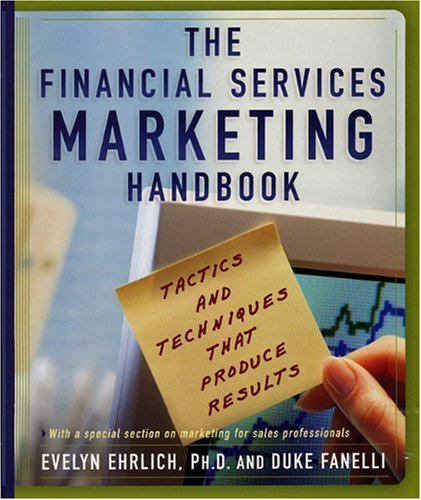 THE
FINANCIAL SERVICES
MARKETING
HANDBOOK
TACTICS
AND
TECHNIQUES
THAT
PRODUCE
RESULTS
With a special section on marketing for sales professionals
EVELYN EHRLICH, PH.D. AND DUKE FANELLI